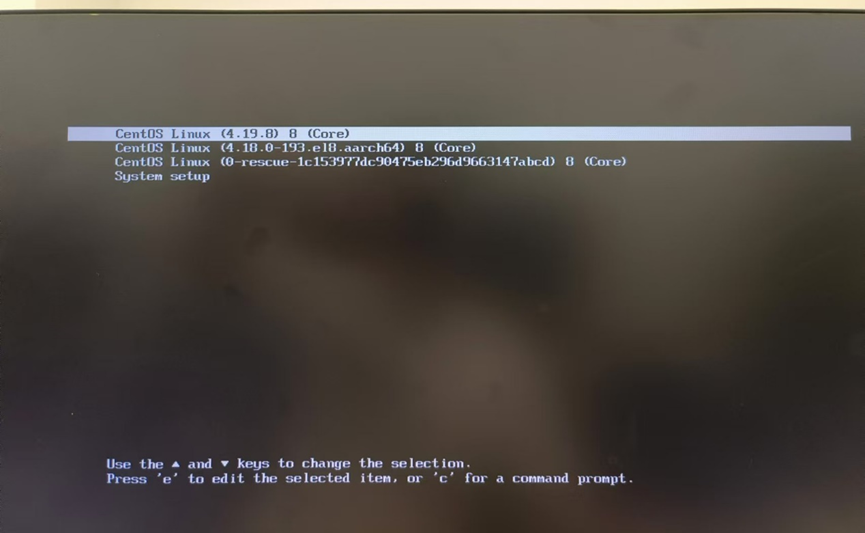 CentOS Linux (4.19.8) 8 (Core)
CentOS Linux (4.18.0-193.el8.aarch64) 8 (Core)
CentOS Linux (0-rescue-1c153977dc90475eb296d9663147abcd) 8 (Core)
System setup
Use the ▲ and ▼ keys to change the selection.
Press 'e' to edit the selected item, or 'c' for a command prompt.